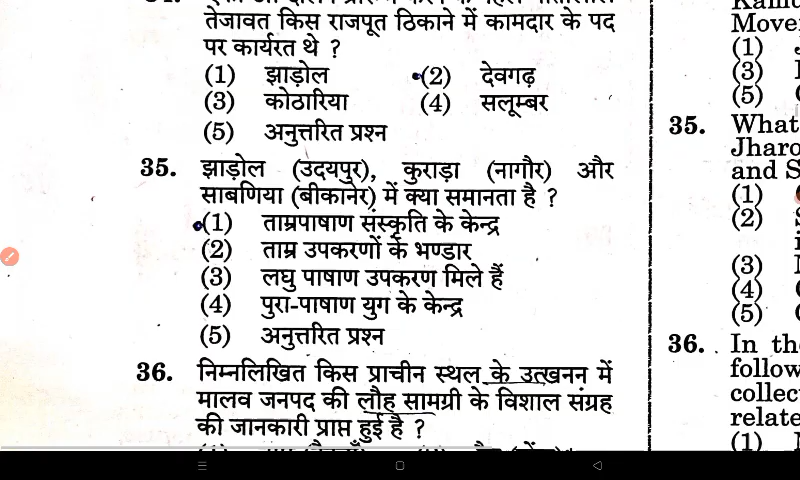 तेजावत किस राजपूत ठिकाने में कामदार के पद
पर कार्यरत थे ?
(1) झाड़ोल (2) देवगढ़
(3) कोठारिया (4) सलूम्बर
(5) अनुत्तरित प्रश्न
35. झाड़ोल (उदयपुर), कुराड़ा (नागौर) और
साबणिया (बीकानेर) में क्या समानता है ?
(1) ताम्रपाषाण संस्कृति के केन्द्र
(2) ताम्र उपकरणों के भण्डार
(3) लघु पाषाण उपकरण मिले हैं
(4) पुरा-पाषाण युग के केन्द्र
(5) अनुत्तरित प्रश्न
36. निम्नलिखित किस प्राचीन स्थल के उत्खनन में
मालव जनपद की लौह सामग्री के विशाल संग्रह
की जानकारी प्राप्त हुई है ?
Move
(1)
(3)
(5)
35. What
Jharo
and S
(1)
(2)
(3)
(4)
(5)
36. In th
follow
collec
relate
(1)